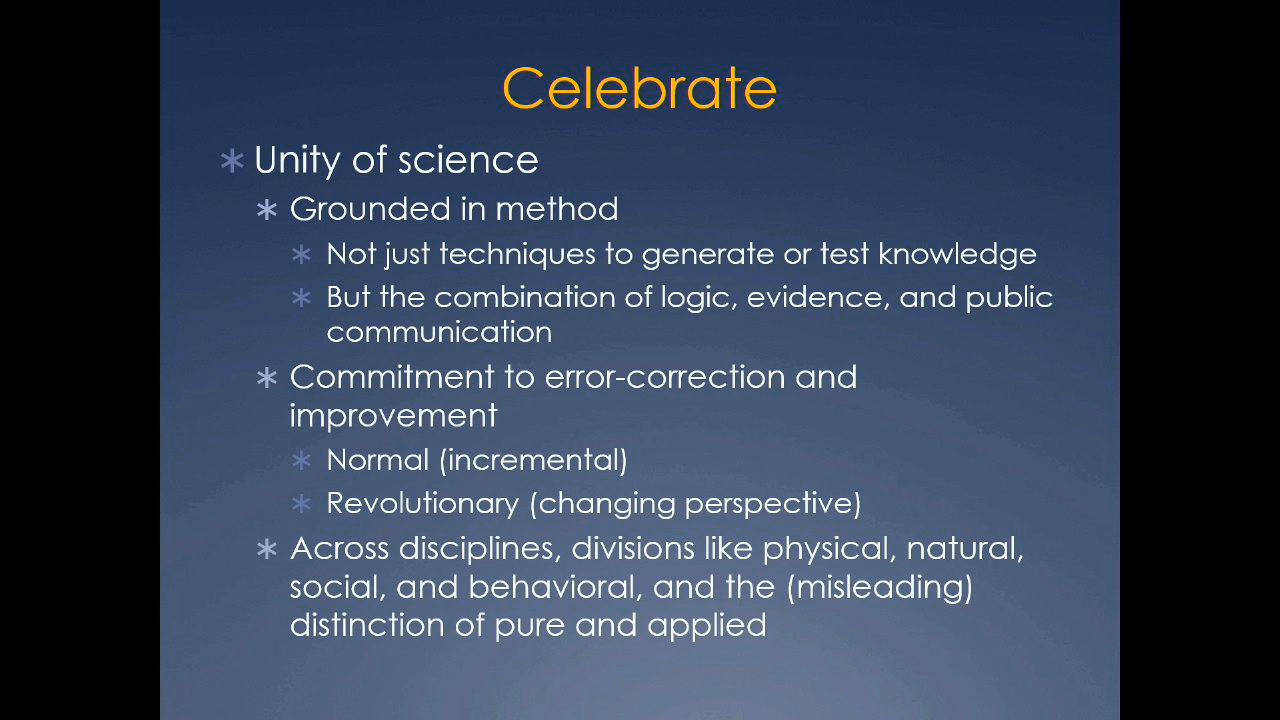 Celebrate
* Unity of science
* Grounded in method
* Not just techniques to generate or test knowledge
* But the combination of logic, evidence, and public
communication
* Commitment to error-correction and
improvement
* Normal (incremental)
* Revolutionary (changing perspective)
* Across disciplines, divisions like physical, natural,
social, and behavioral, and the (misleading)
distinction of pure and applied